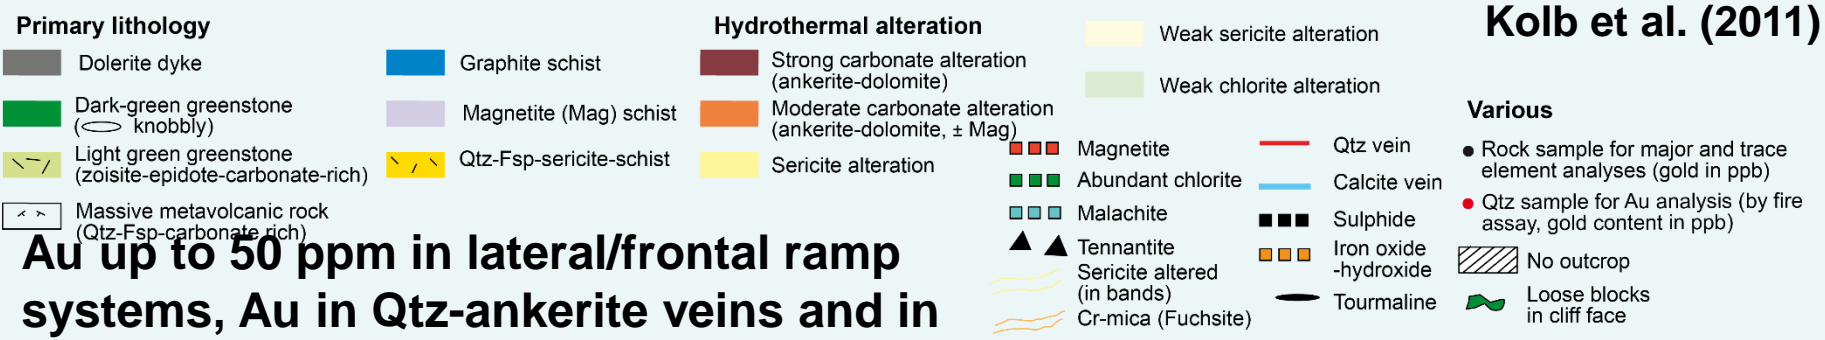 Primary lithology
Dolerite dyke
Dark-green greenstone
( knobbly)
Light green greenstone
(zoisite-epidote-carbonate-rich)
Massive metavolcanic rock
(Qtz-Fsp-carbonate rich)
Graphite schist
Magnetite (Mag) schist
Qtz-Fsp-sericite-schist
Hydrothermal alteration
Strong carbonate alteration
(ankerite-dolomite)
Moderate carbonate alteration
(ankerite-dolomite, ± Mag)
Sericite alteration
Weak sericite alteration
Weak chlorite alteration
Magnetite
Abundant chlorite
Malachite
Tennantite
Sericite altered
(in bands)
Cr-mica (Fuchsite)
Qtz vein
Calcite vein
Sulphide
Iron oxide
-hydroxide
Tourmaline
Kolb et al. (2011)
Various
Rock sample for major and trace
element analyses (gold in ppb)
Qtz sample for Au analysis (by fire
assay, gold content in ppb)
No outcrop
Loose blocks
in cliff face
Au up to 50 ppm in lateral/frontal ramp
systems, Au in Qtz-ankerite veins and in